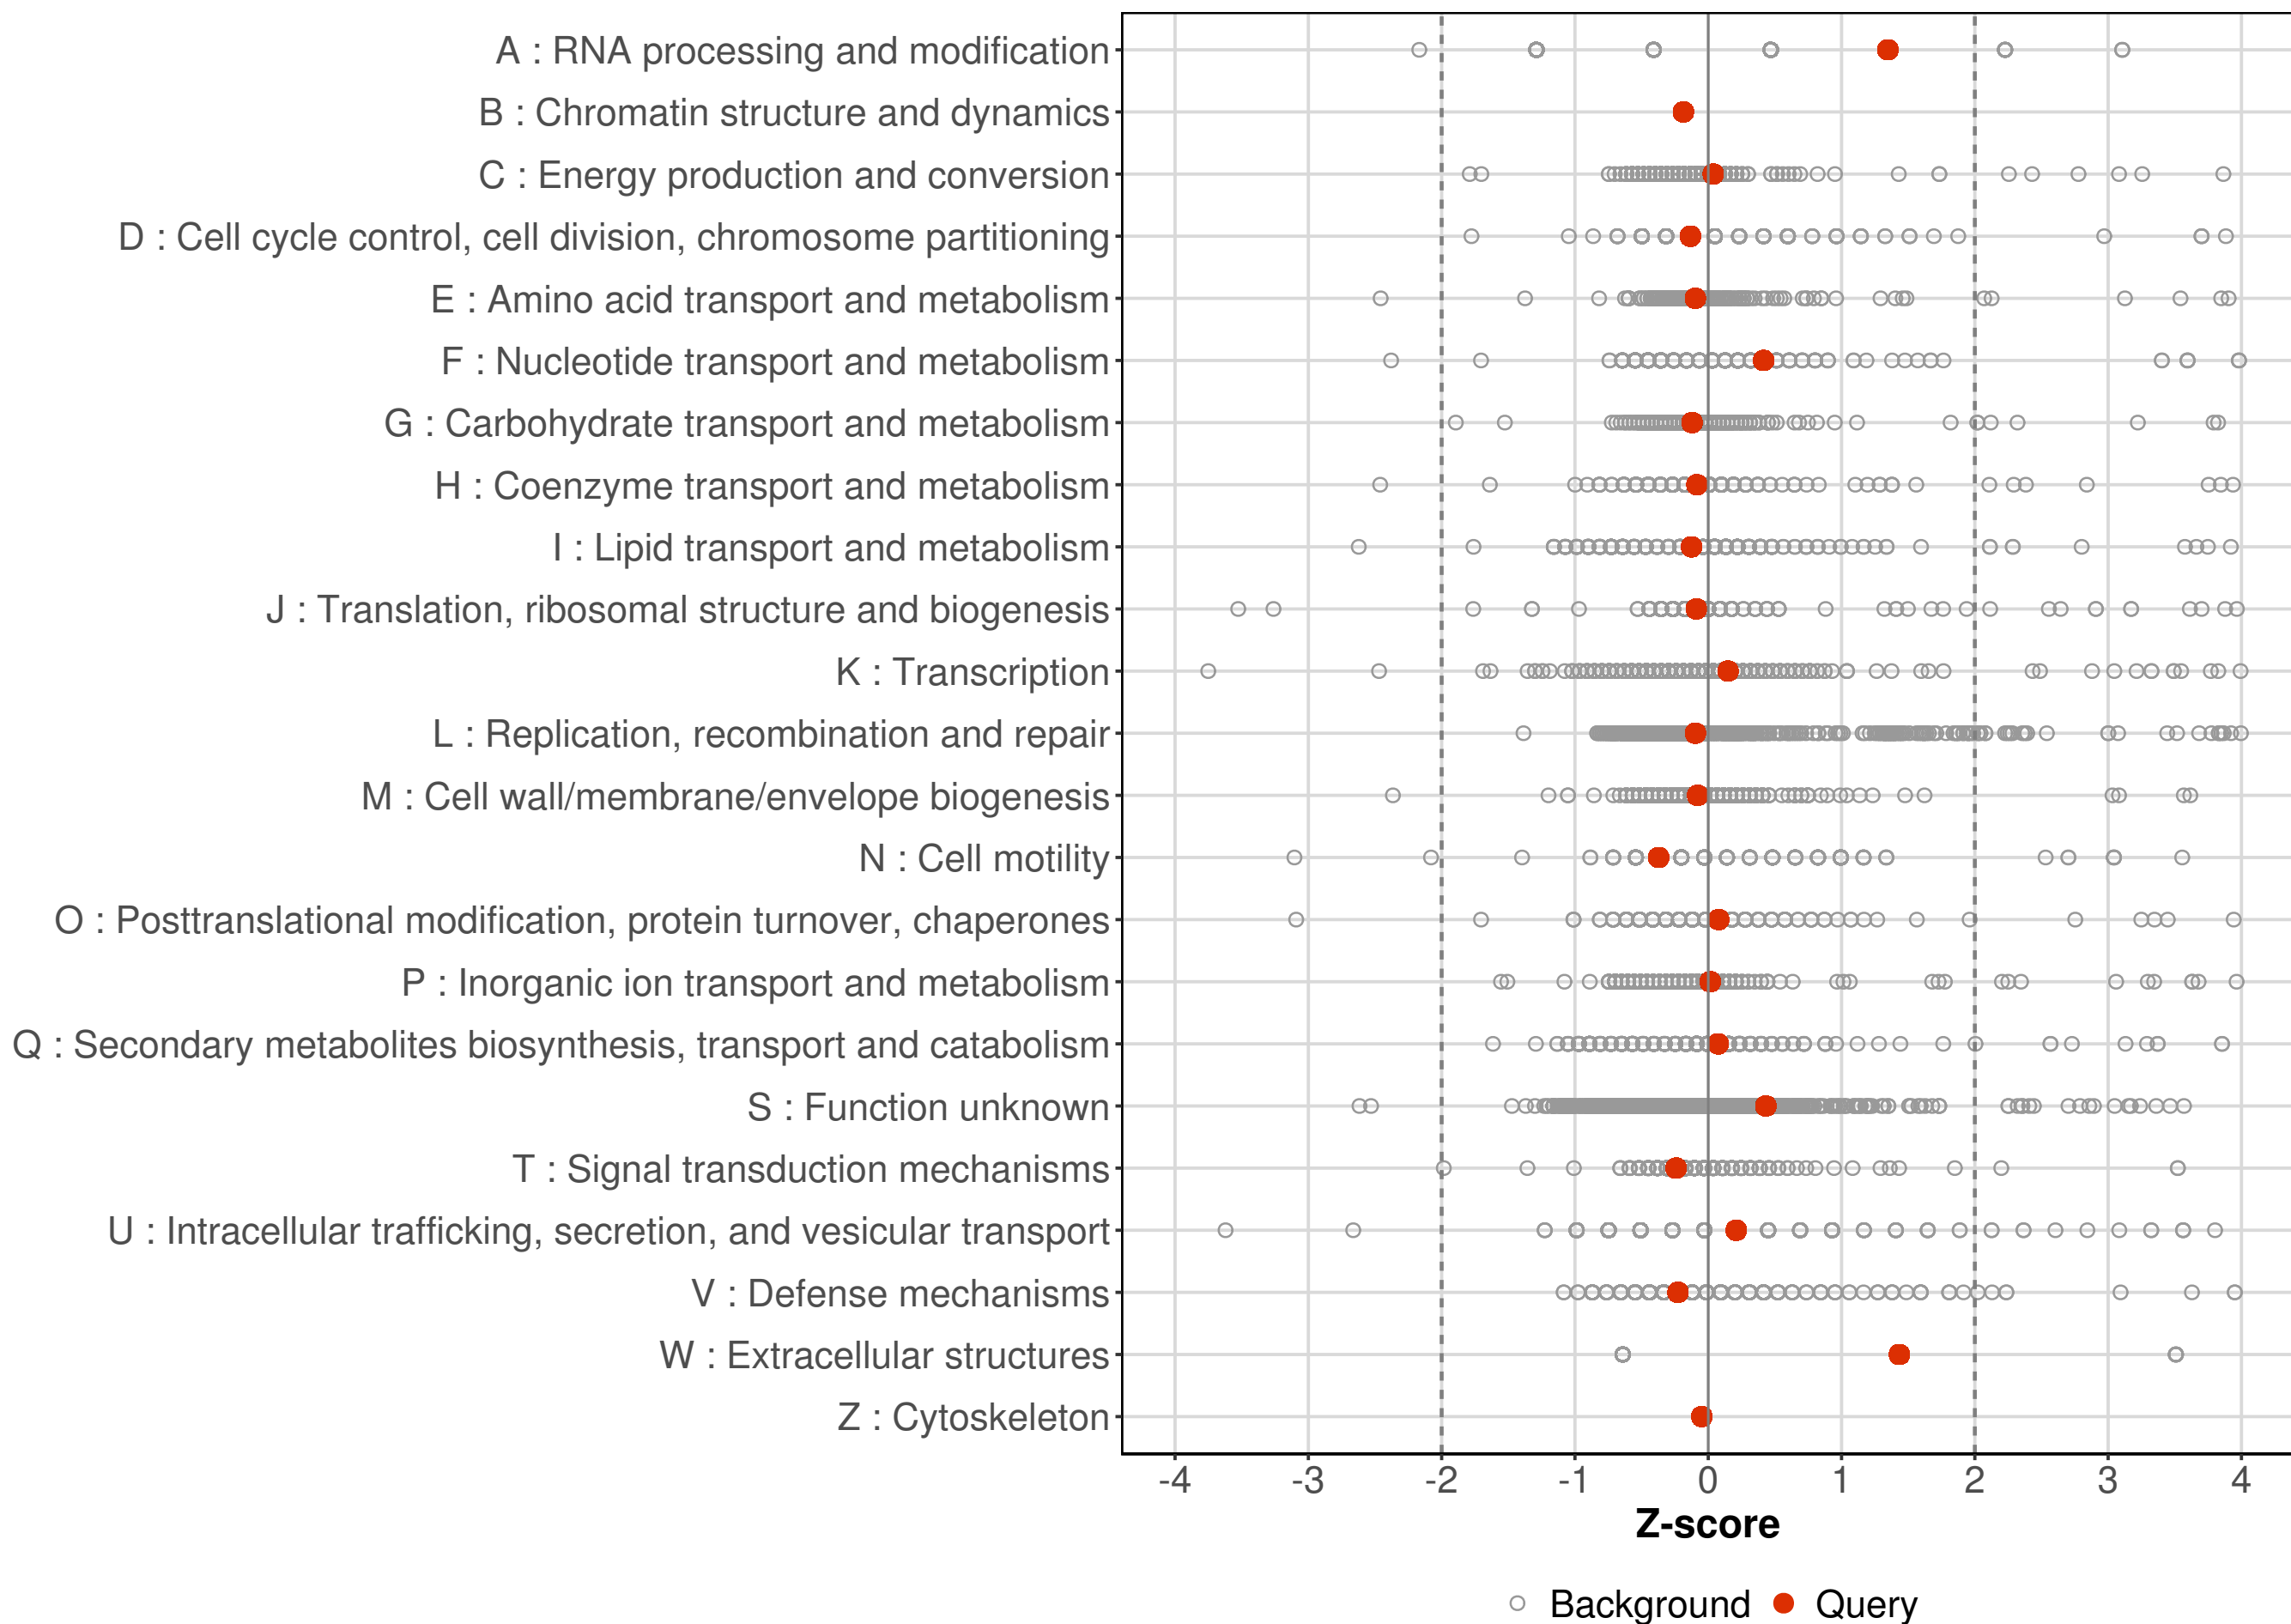 A : RNA processing and modification
B : Chromatin structure and dynamics
C : Energy production and conversion
D : Cell cycle control, cell division, chromosome partitioning
E : Amino acid transport and metabolism
F : Nucleotide transport and metabolism
G : Carbohydrate transport and metabolism
H : Coenzyme transport and metabolism
I : Lipid transport and metabolism
J : Translation, ribosomal structure and biogenesis
K : Transcription
L : Replication, recombination and repair
M : Cell wall/membrane/envelope biogenesis
N : Cell motility
O : Posttranslational modification, protein turnover, chaperones
P : Inorganic ion transport and metabolism
Q : Secondary metabolites biosynthesis, transport and catabolism
S : Function unknown
T : Signal transduction mechanisms
U : Intracellular trafficking, secretion, and vesicular transport
V : Defense mechanisms
W : Extracellular structures
Z : Cytoskeleton
-4 -3 -2 -1 0 1 2 3 4
Z-score
Background Query